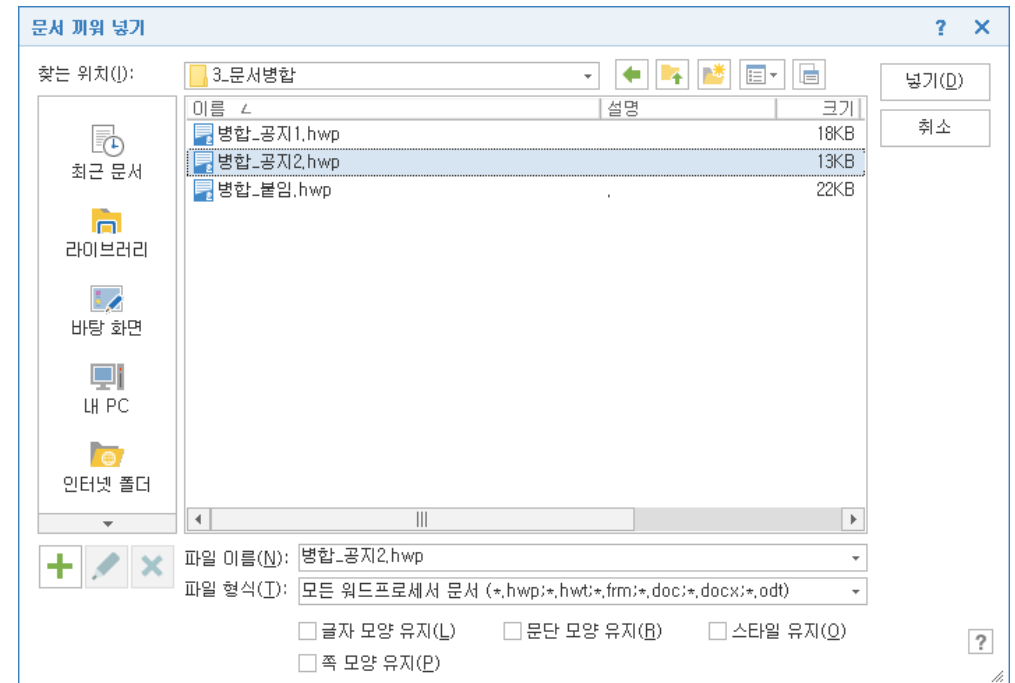 문서 끼워 넣기
? ×
찾는 위치(I): 3_문서병합
넣기(D)
취소
이름 설명 크기
병합_공지1.hwp 18KB
병합_공지2.hwp 13KB
병합_붙임.hwp . 22KB
최근 문서
라이브러리
바탕 화면
내 PC
인터넷 폴더
파일 이름(N): 병합_공지2.hwp
파일 형식(T): 모든 워드프로세서 문서 (*.hwp;*.hwt;*.frm;*.doc;*.docx;*.odt)
글자 모양 유지(L) 문단 모양 유지(R) 스타일 유지(O)
쪽 모양 유지(P)
?